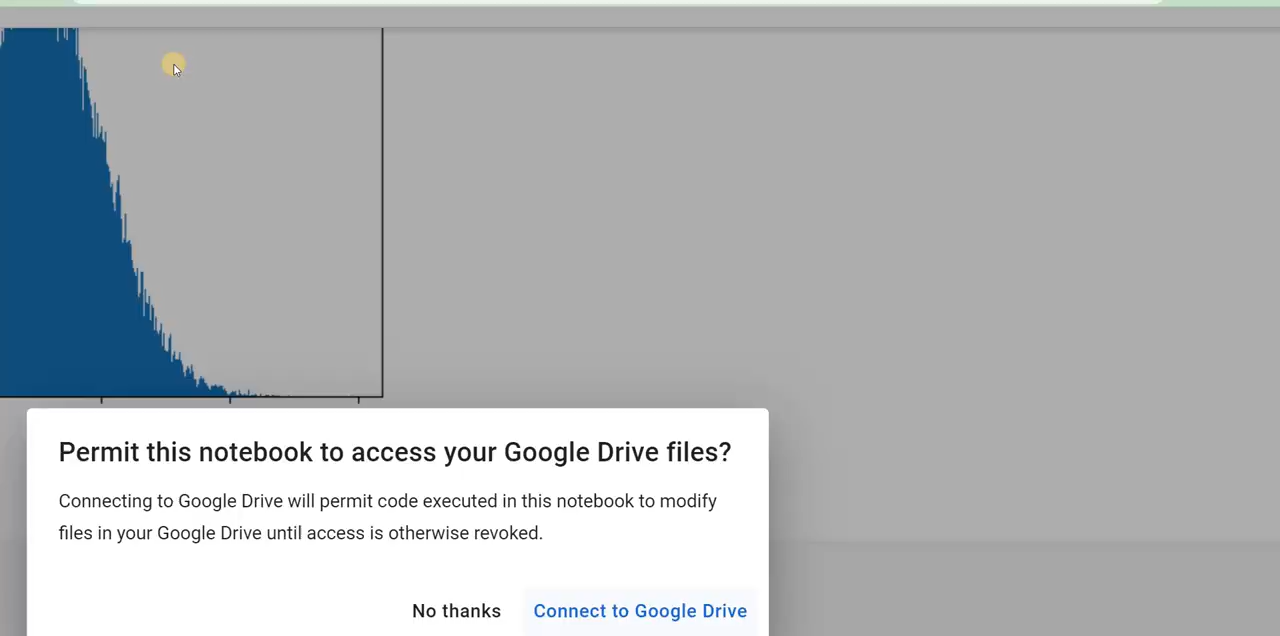 Permit this notebook to access your Google Drive files?
Connecting to Google Drive will permit code executed in this notebook to modify
files in your Google Drive until access is otherwise revoked.
No thanks
Connect to Google Drive